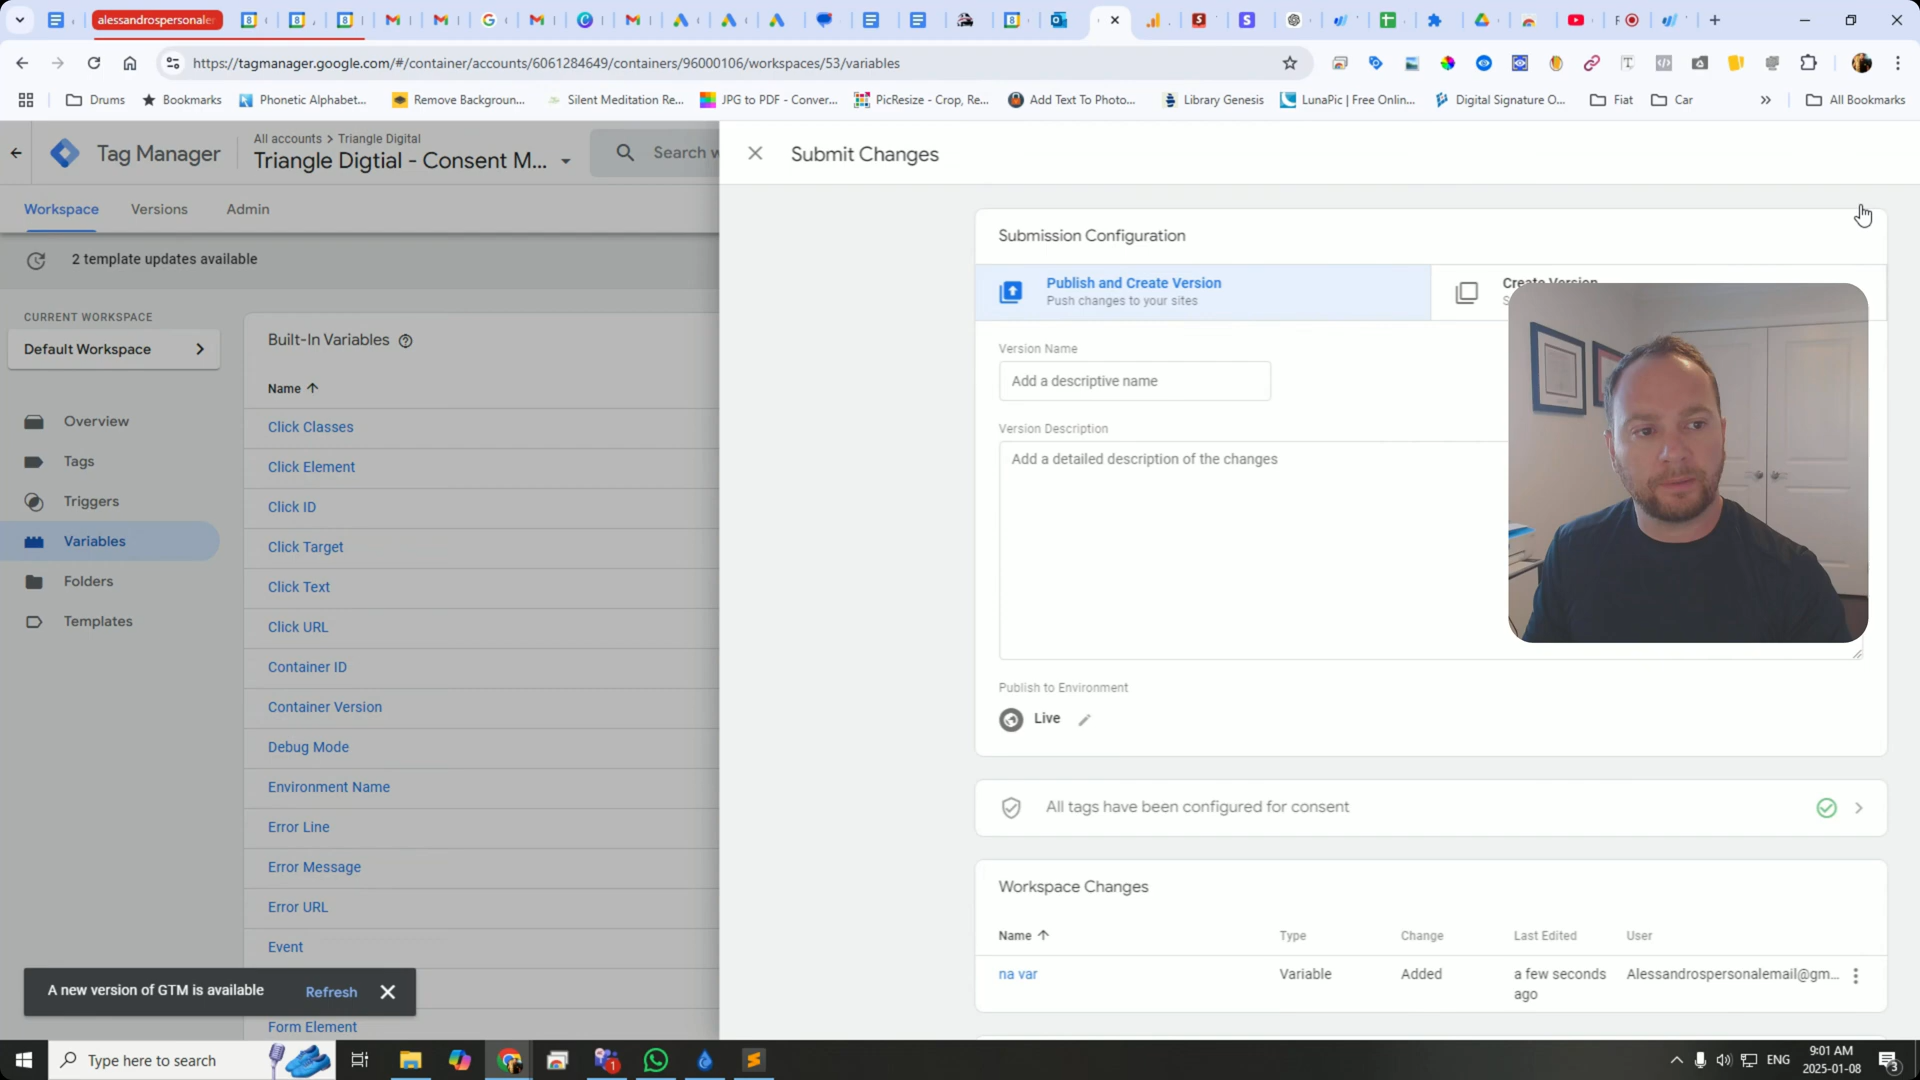 alessandrospersonaler
https://tagmanager.google.com/#/container/accounts/6061284649/containers/96000106/workspaces/53/variables
Drums
Bookmarks
Phonetic Alphabet...
Remove Backgroun...
Silent Meditation Re...
JPG to PDF - Conver...
PicResize - Crop, Re...
Add Text To Photo...
Library Genesis
LunaPic | Free Onlin...
Digital Signature O...
Fiat
Car
All Bookmarks
Tag Manager
All accounts > Triangle Digital
Triangle Digtial - Consent M...
Search w
Submit Changes
Workspace
Versions
Admin
2 template updates available
CURRENT WORKSPACE
Default Workspace
Overview
Tags
Triggers
Variables
Folders
Templates
Built-In Variables
Name
Click Classes
Click Element
Click ID
Click Target
Click Text
Click URL
Container ID
Container Version
Debug Mode
Environment Name
Error Line
Error Message
Error URL
Event
Form Element
A new version of GTM is available
Refresh
Submission Configuration
Publish and Create Version
Push changes to your sites
Create Version
Version Name
Add a descriptive name
Version Description
Add a detailed description of the changes
Publish to Environment
Live
All tags have been configured for consent
Workspace Changes
Name
Type
Change
Last Edited
User
na var
Variable
Added
a few seconds
ago
Alessandrospersonalemail@gm...
Type here to search
1
ENG
9:01 AM
2025-01-08
3